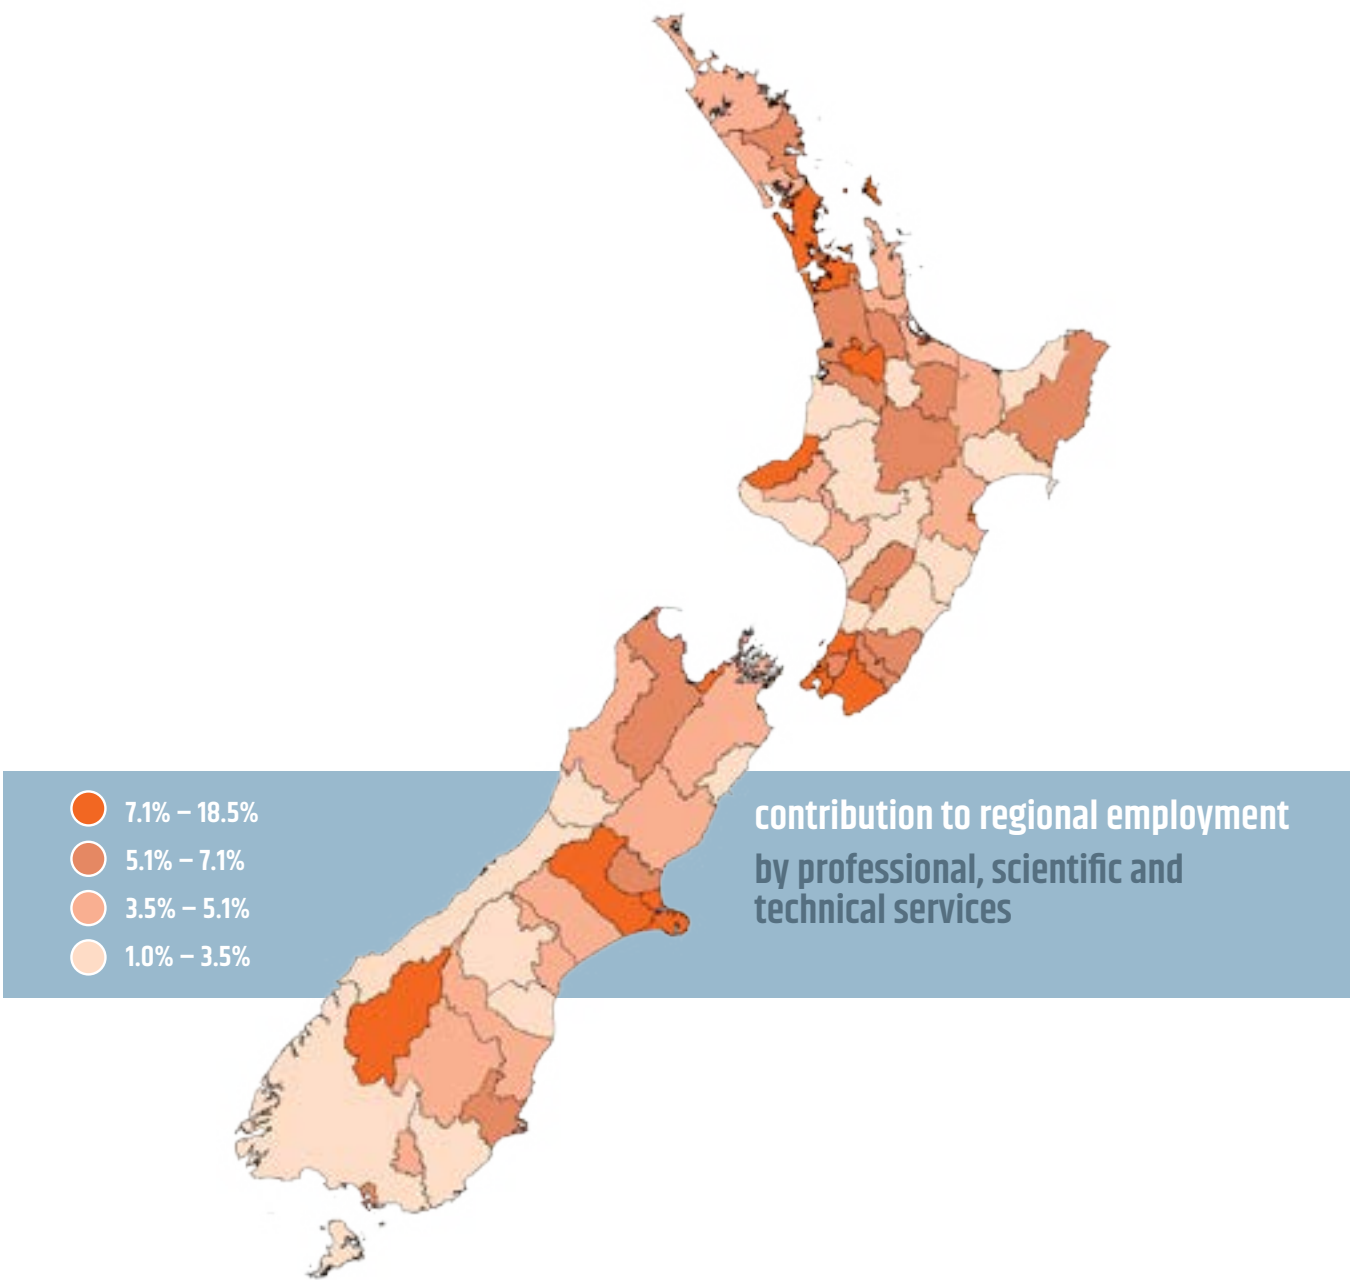 7.1% – 18.5%
5.1% – 7.1%
3.5% – 5.1%
1.0% – 3.5%
contribution to regional employment
by professional, scientific and
technical services